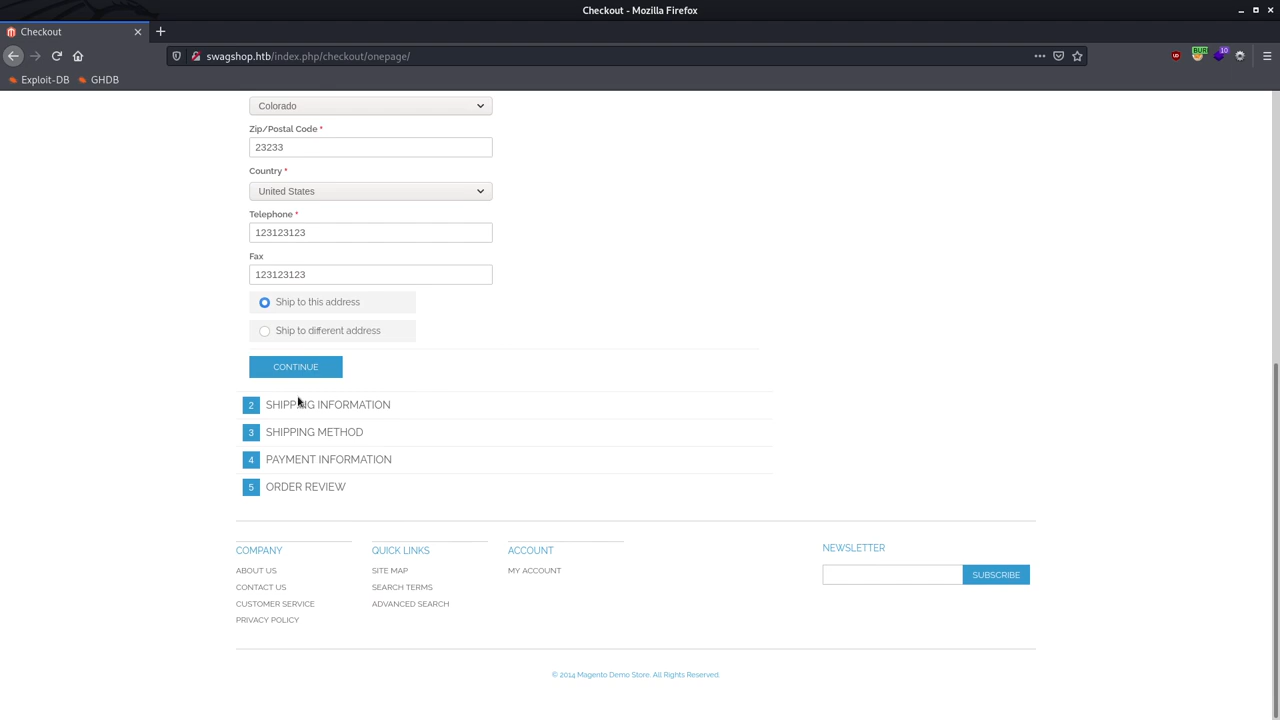 Checkout - Mozilla Firefox
Checkout
swagshop.htb/index.php/checkout/onepage/
BUR
10
Exploit-DB
GHDB
Colorado
Zip/Postal Code *
23233
Country *
United States
Telephone *
123123123
Fax
123123123
Ship to this address
Ship to different address
CONTINUE
2 SHIPPING INFORMATION
3 SHIPPING METHOD
4 PAYMENT INFORMATION
5 ORDER REVIEW
COMPANY
ABOUT US
CONTACT US
CUSTOMER SERVICE
PRIVACY POLICY
QUICK LINKS
SITE MAP
SEARCH TERMS
ADVANCED SEARCH
ACCOUNT
MY ACCOUNT
NEWSLETTER
SUBSCRIBE
© 2014 Magento Demo Store. All Rights Reserved.